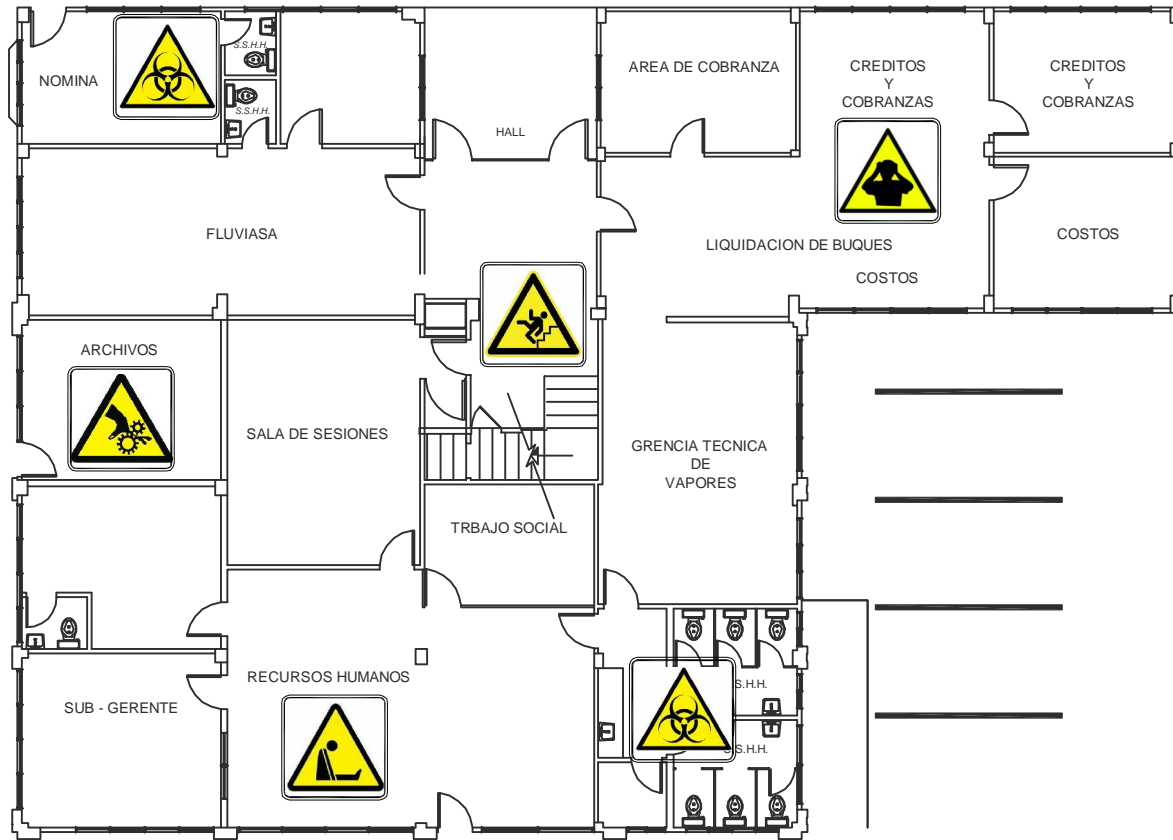 S.S.H.H.
NOMINA
S.S.H.H.
AREA DE COBRANZA
CREDITOS
Y
COBRANZAS
CREDITOS
Y
COBRANZAS
HALL
FLUVIASA
LIQUIDACION DE BUQUES
COSTOS
COSTOS
ARCHIVOS
SALA DE SESIONES
GRENCIA TECNICA
DE
VAPORES
TRBAJO SOCIAL
RECURSOS HUMANOS
SUB - GERENTE
S.H.H.
S.S.H.H.